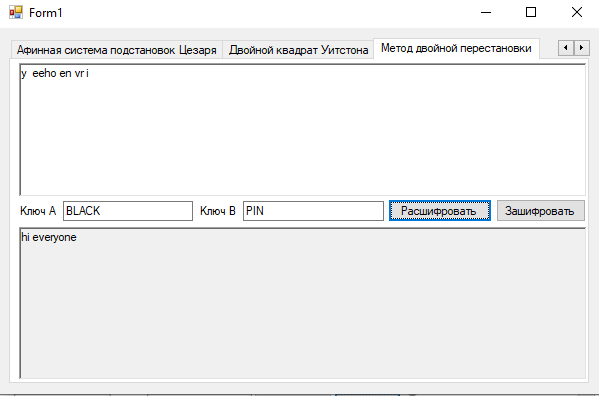 Form1
Афинная система подстановок Цезаря Двойной квадрат Уитстона Метод двойной перестановки
y  eeho en vr i
Ключ A BLACK Ключ B PIN Расшифровать Зашифровать
hi everyone